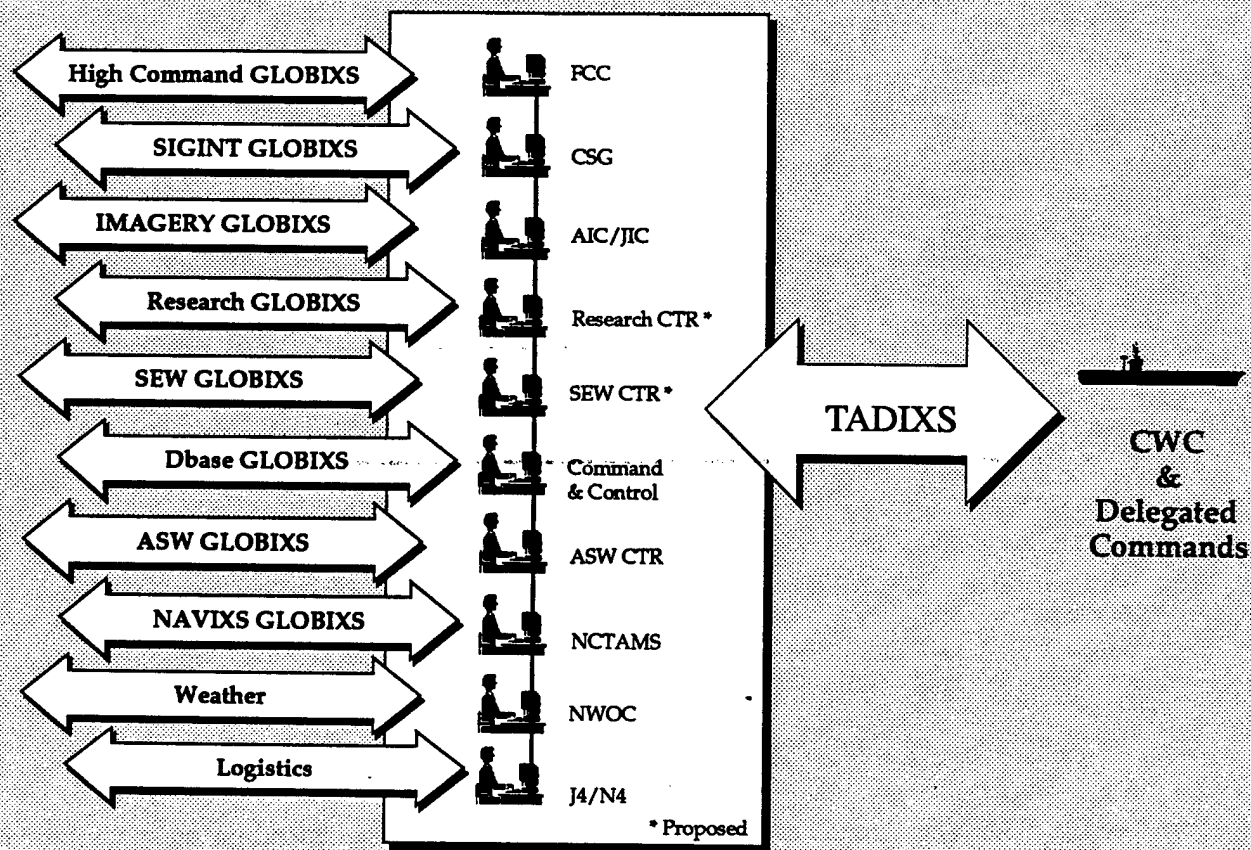 High Command GLOBIXS
FCC
SIGINT GLOBIXS
CSG
IMAGERY GLOBIXS
AIC/JIC
Research GLOBIXS
Research CTR *
SEW GLOBIXS
SEW CTR *
Dbase GLOBIXS
Command
& Control
ASW GLOBIXS
ASW CTR
NAVIXS GLOBIXS
NCTAMS
Weather
NWOC
Logistics
J4/N4
* Proposed
TADIXS
CWC
&
Delegated
Commands